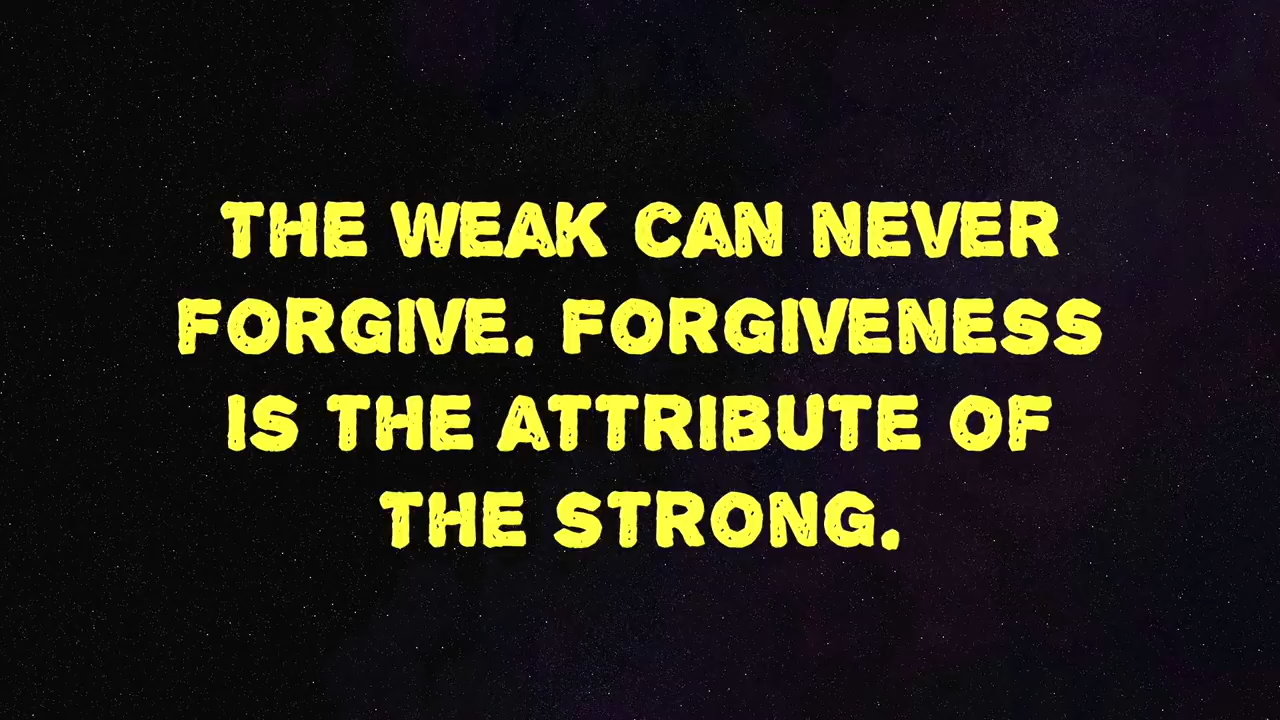 THE WEAK CAN NEVER
FORGIVE. FORGIVENESS
IS THE ATTRIBUTE OF
THE STRONG.